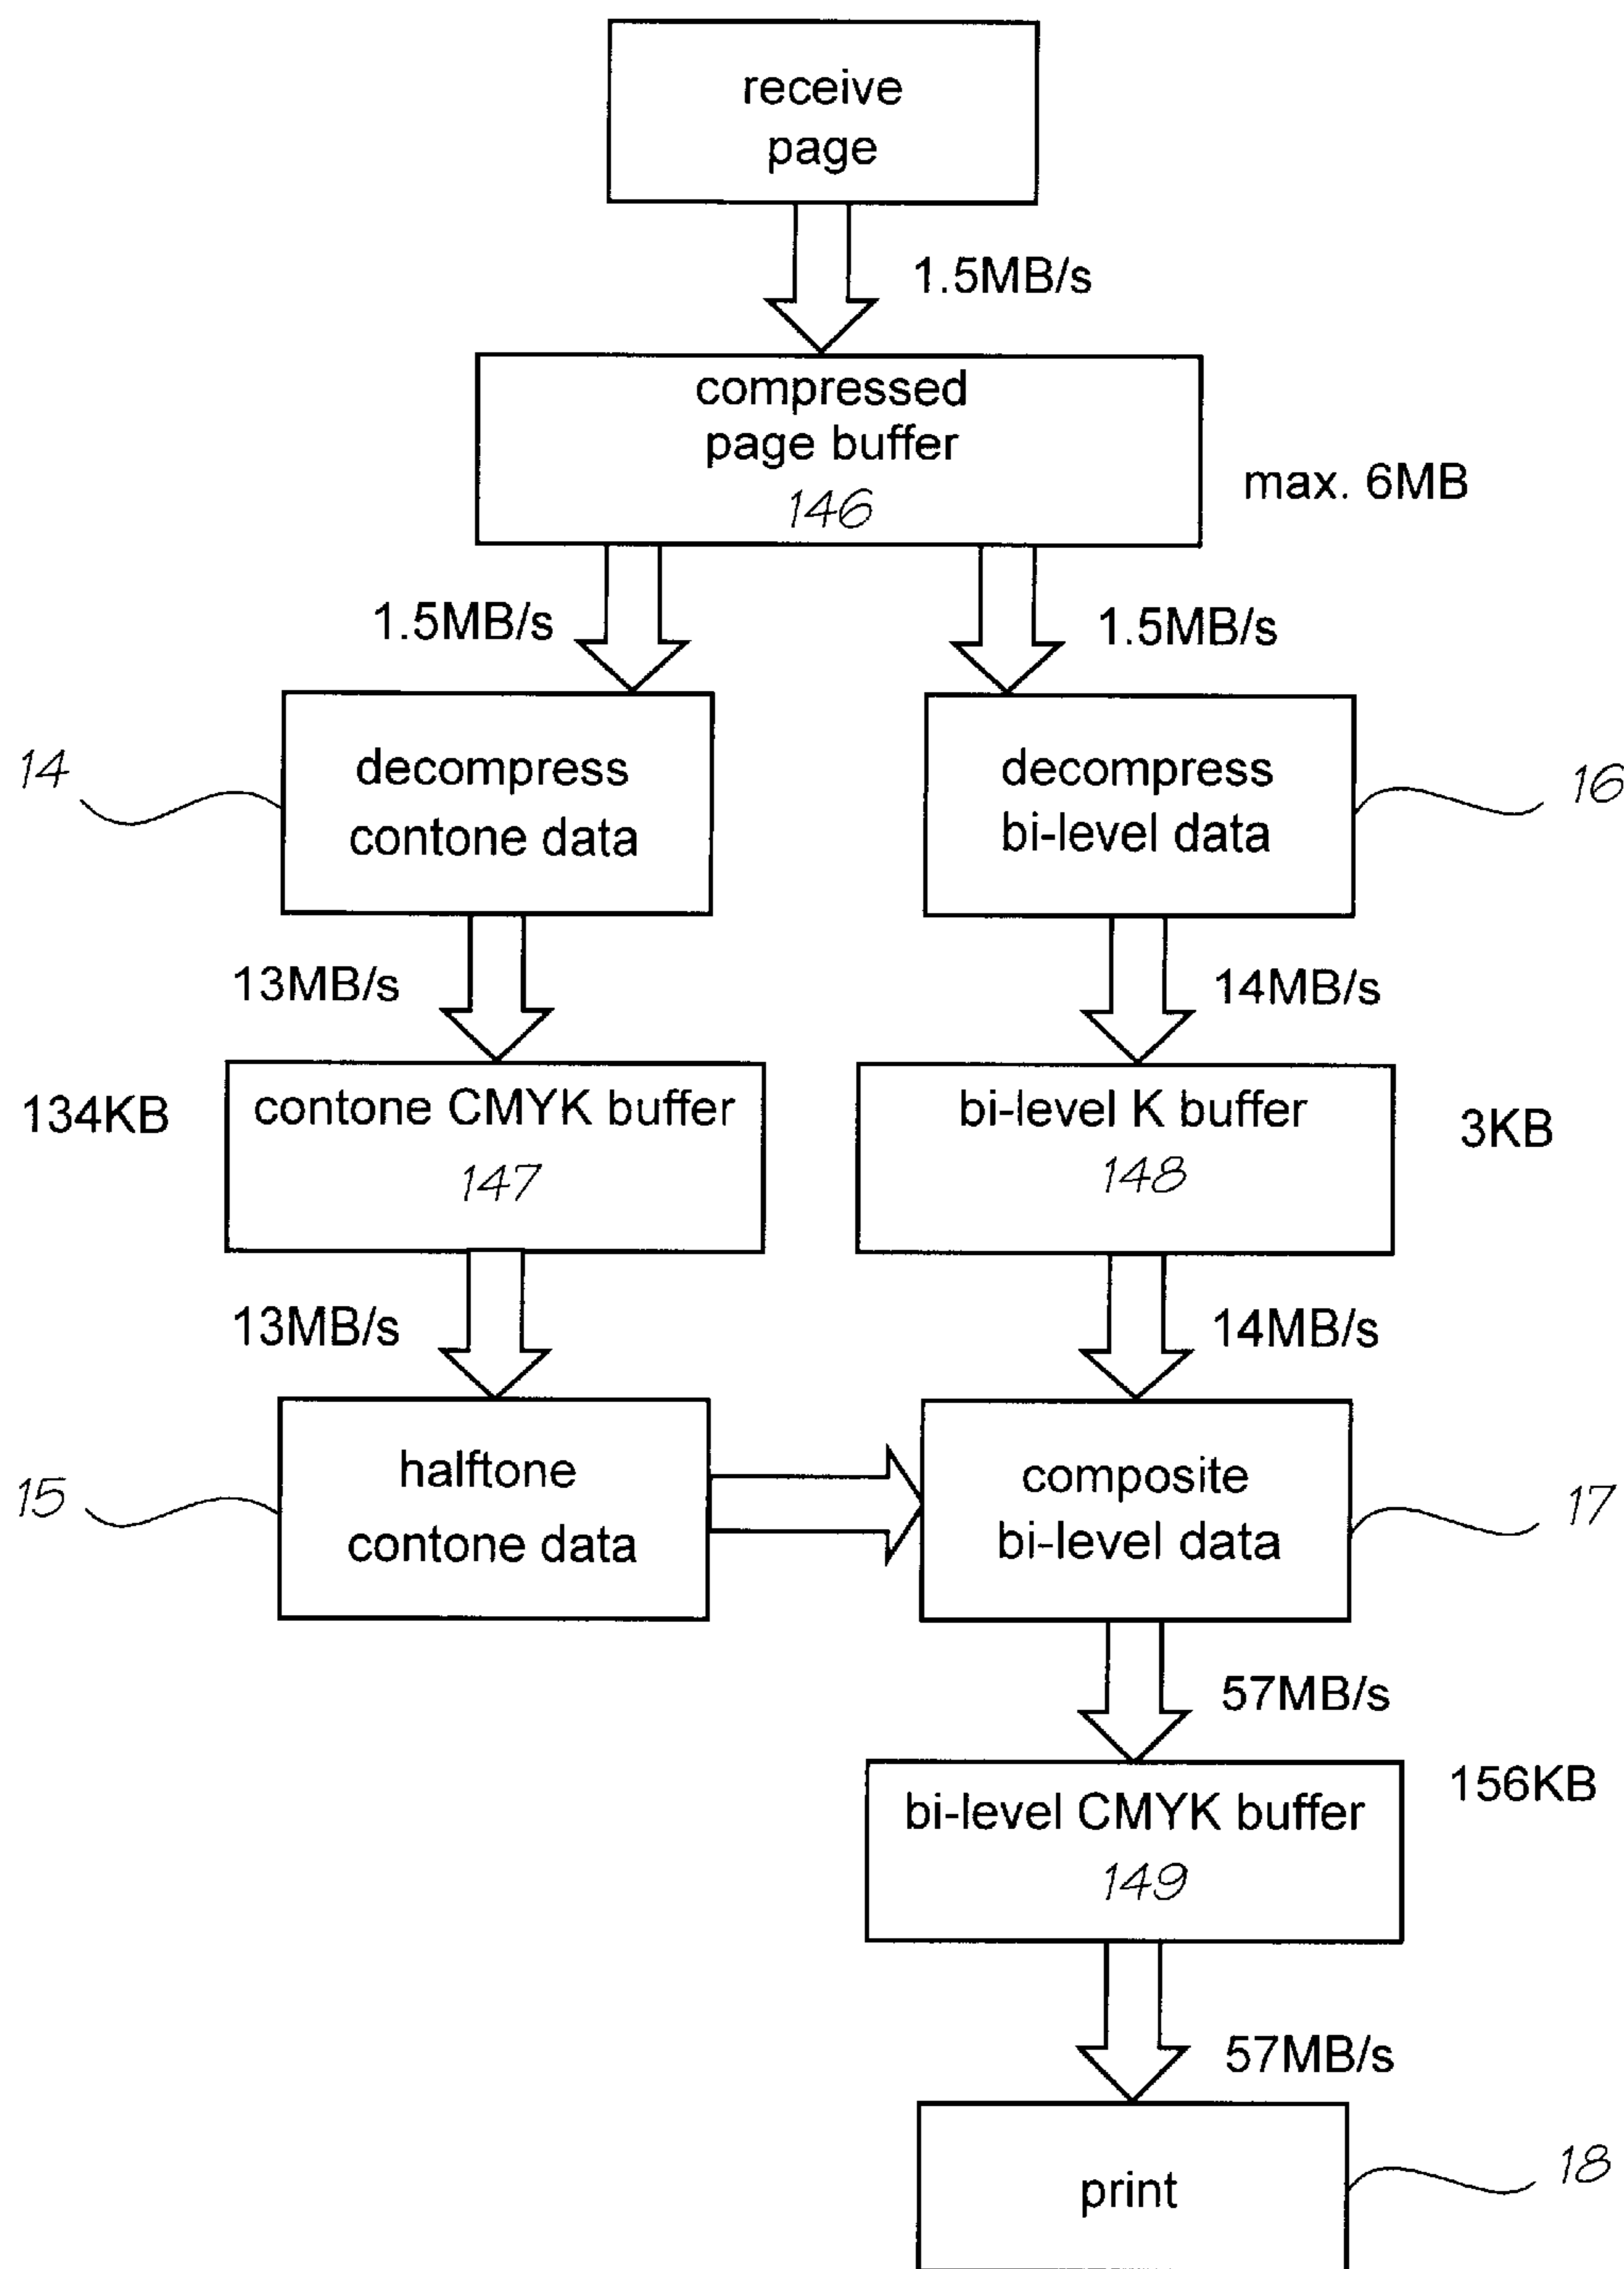 receive
page
1.5MB/s
compressed
page buffer
146
max. 6MB
1.5MB/s
1.5MB/s
14
decompress
contone data
decompress
bi-level data
16
13MB/s
14MB/s
134KB
contone CMYK buffer
147
bi-level K buffer
148
3KB
13MB/s
14MB/s
15
halftone
contone data
composite
bi-level data
17
57MB/s
bi-level CMYK buffer
149
156KB
57MB/s
print
18